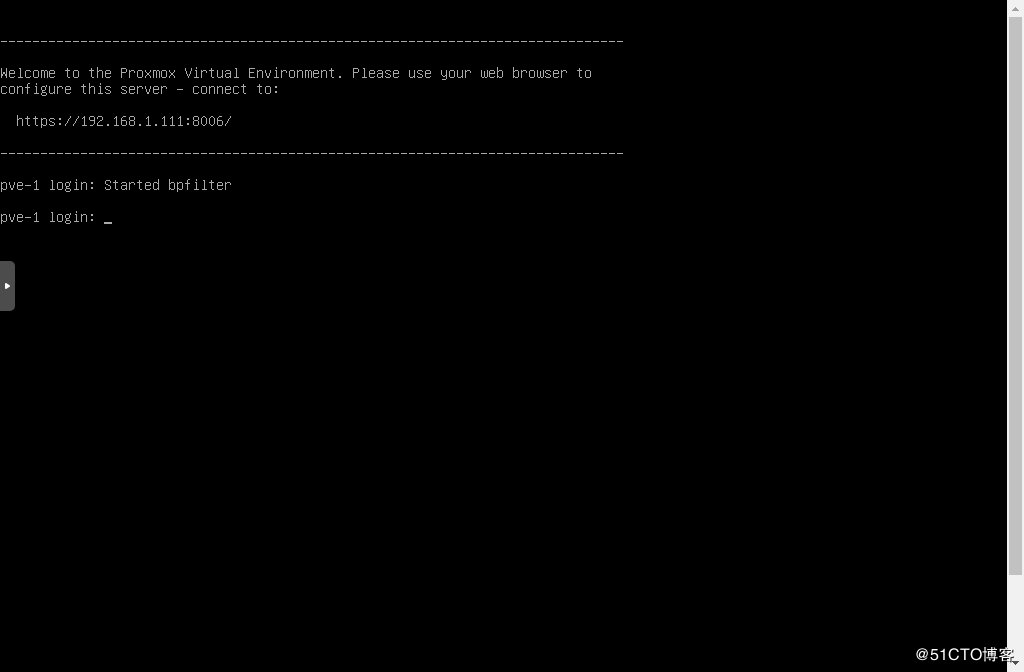 ------------------------------------------------------------------------------
Welcome to the Proxmox Virtual Environment. Please use your web browser to
configure this server - connect to:
https://192.168.1.111:8006/
------------------------------------------------------------------------------
pve-1 login: Started bpfilter
pve-1 login: _
@51CTO博客